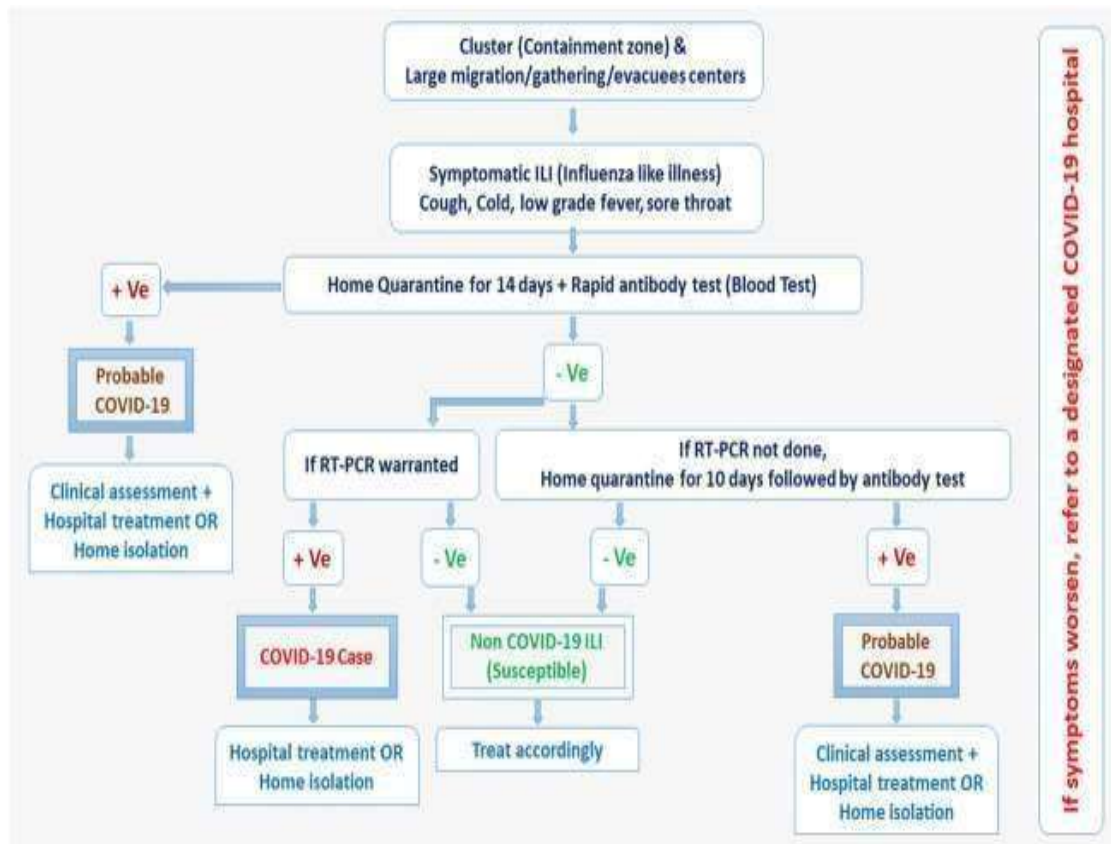 Cluster (Containment zone) &
Large migration/gathering/evacuees centers
Symptomatic ILI (Influenza like illness)
Cough, Cold, low grade fever, sore throat
Home Quarantine for 14 days + Rapid antibody test (Blood Test)
+ Ve
Probable
COVID-19
Clinical assessment +
Hospital treatment OR
Home isolation
- Ve
If RT-PCR warranted
If RT-PCR not done,
Home quarantine for 10 days followed by antibody test
+ Ve
- Ve
- Ve
+ Ve
COVID-19 Case
Non COVID-19 ILI
(Susceptible)
Probable
COVID-19
Hospital treatment OR
Home isolation
Treat accordingly
Clinical assessment +
Hospital treatment OR
Home isolation
If symptoms worsen, refer to a designated COVID-19 hospital